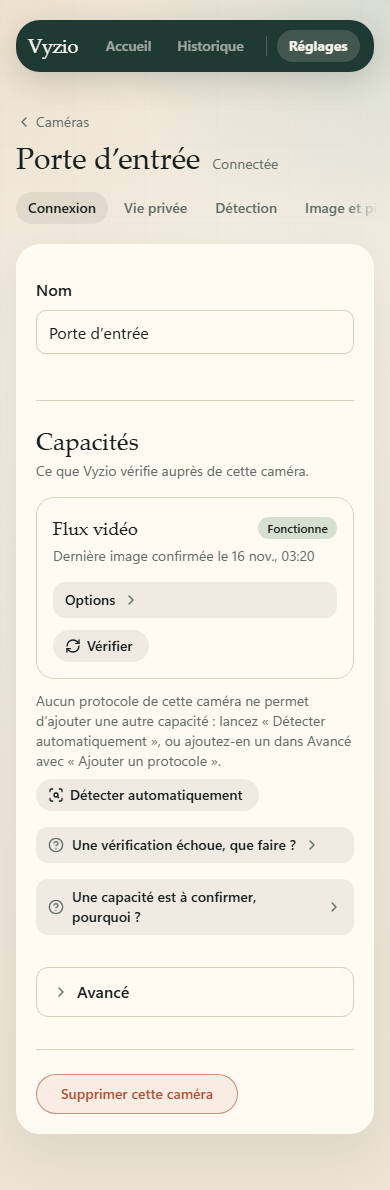 Vyzio Accueil Historique Réglages
Caméras
Porte d’entrée Connectée
Connexion Vie privée Détection Image et
Nom
Porte d’entrée
Capacités
Ce que Vyzio vérifie auprès de cette caméra.
Flux vidéo Fonctionne
Dernière image confirmée le 16 nov., 03:20
Options
Vérifier
Aucun protocole de cette caméra ne permet
d’ajouter une autre capacité : lancez « Détecter
automatiquement », ou ajoutez-en un dans Avancé
avec « Ajouter un protocole ».
Détecter automatiquement
Une vérification échoue, que faire ?
Une capacité est à confirmer,
pourquoi ?
Avancé
Supprimer cette caméra